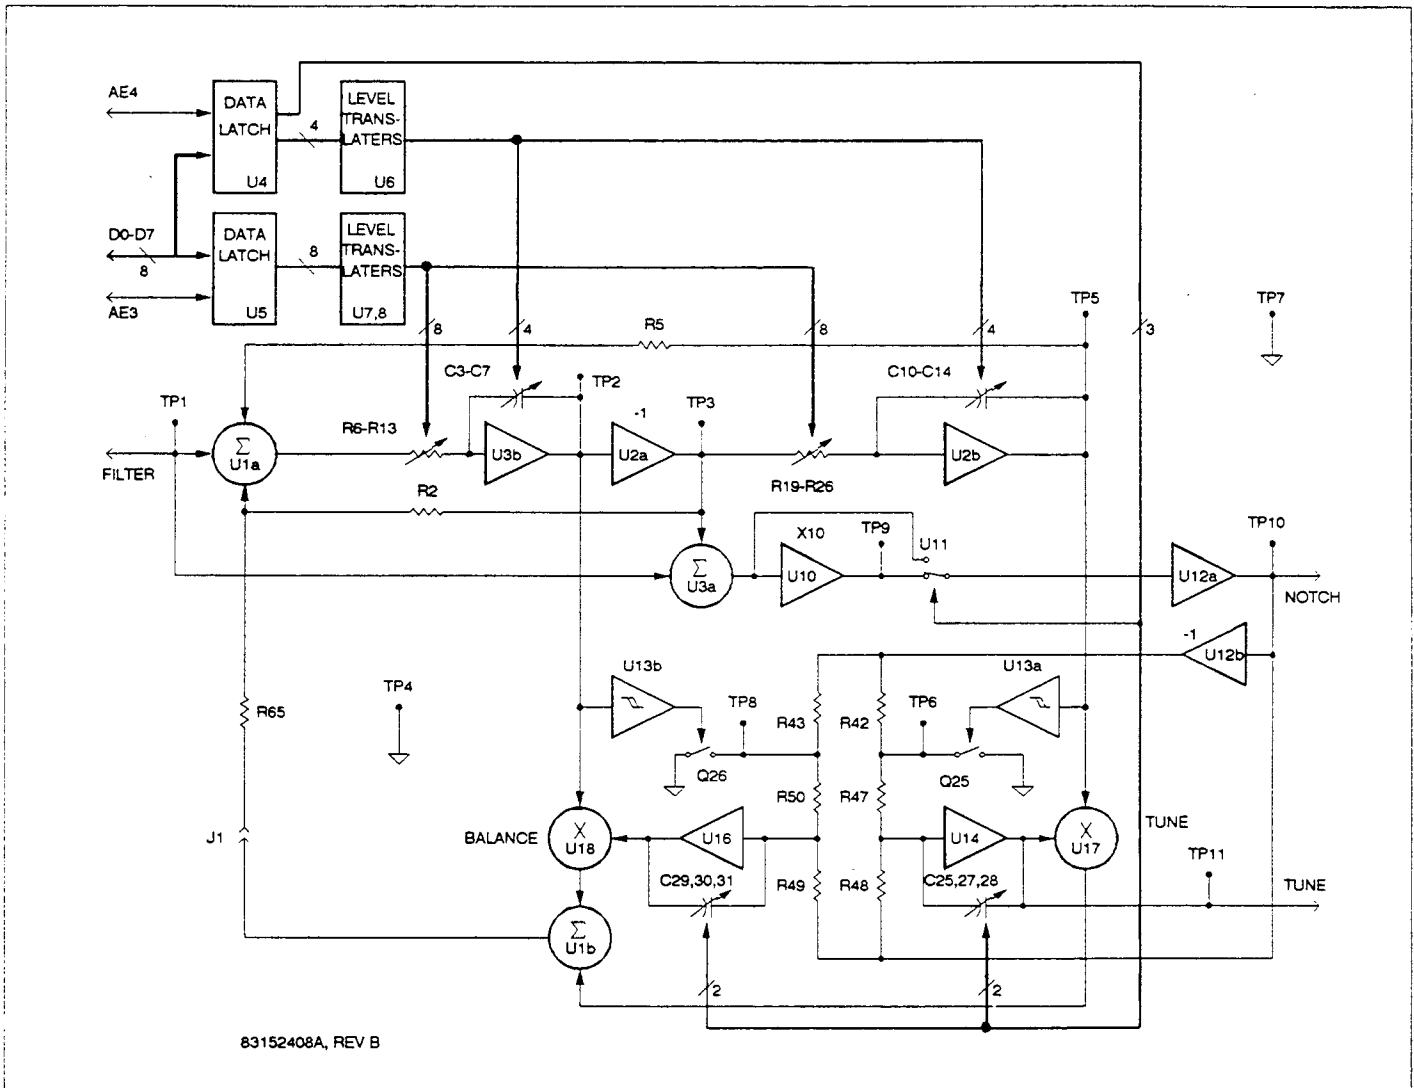 AE4
DATA
LATCH
U4
4
LEVEL
TRANS-
LATERS
U6
D0-D7
8
DATA
LATCH
U5
8
LEVEL
TRANS-
LATERS
U7,8
AE3
8
4
8
4
3
TP5
TP7
R5
C3-C7
TP2
C10-C14
TP1
-1
TP3
R6-R13
Σ
U1a
U3b
U2a
U2b
FILTER
R19-R26
R2
X10
TP9
U11
TP10
Σ
U3a
U10
U12a
NOTCH
-1
U12b
U13b
U13a
TP4
R65
TP8
R43
R42
TP6
Q26
Q25
R50
R47
J1
BALANCE
X
U18
U16
U14
X
U17
TUNE
TP11
C29,30,31
R49
R48
C25,27,28
TUNE
Σ
U1b
2
2
83152408A, REV B